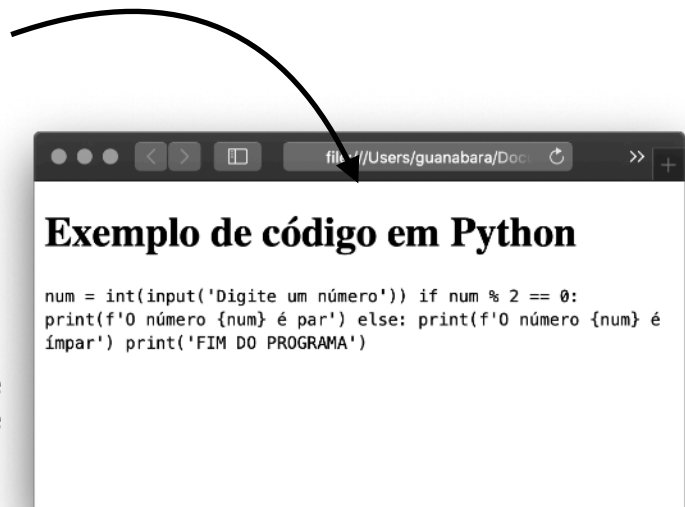 file:///Users/guanabara/Doc
Exemplo de código em Python
num = int(input('Digite um número')) if num % 2 == 0:
print(f'O número {num} é par') else: print(f'O número {num} é
ímpar') print('FIM DO PROGRAMA')